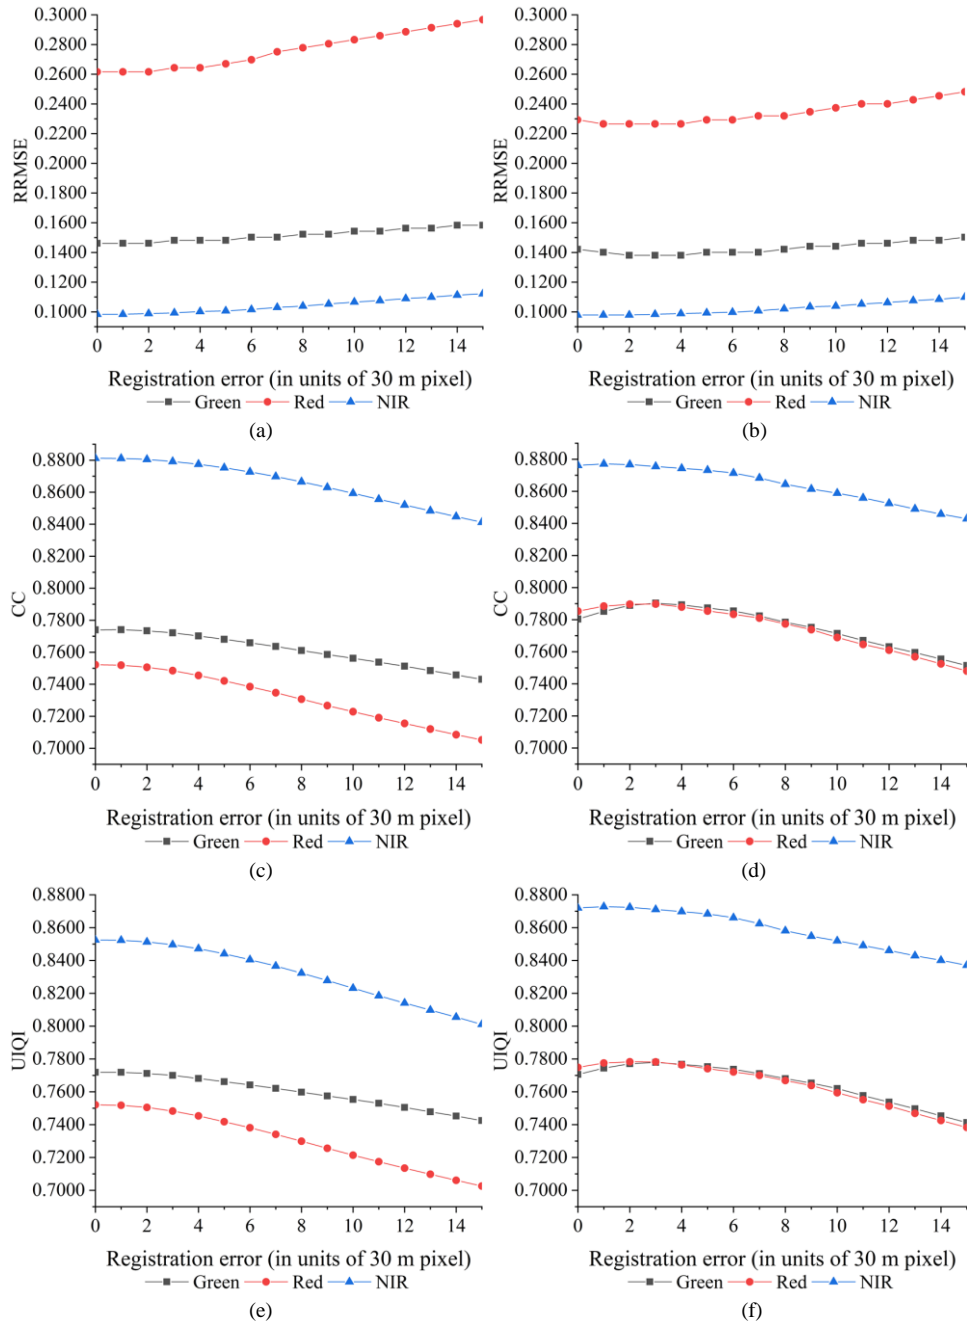 0.3000
0.2800
0.2600
0.2400
0.2200
0.2000
0.1800
0.1600
0.1400
0.1200
0.1000
RRMSE
0 2 4 6 8 10 12 14
Registration error (in units of 30 m pixel)
Green Red NIR
(a)
0.3000
0.2800
0.2600
0.2400
0.2200
0.2000
0.1800
0.1600
0.1400
0.1200
0.1000
RRMSE
0 2 4 6 8 10 12 14
Registration error (in units of 30 m pixel)
Green Red NIR
(b)
0.8800
0.8600
0.8400
0.8200
0.8000
0.7800
0.7600
0.7400
0.7200
0.7000
CC
0 2 4 6 8 10 12 14
Registration error (in units of 30 m pixel)
Green Red NIR
(c)
0.8800
0.8600
0.8400
0.8200
0.8000
0.7800
0.7600
0.7400
0.7200
0.7000
CC
0 2 4 6 8 10 12 14
Registration error (in units of 30 m pixel)
Green Red NIR
(d)
0.8800
0.8600
0.8400
0.8200
0.8000
0.7800
0.7600
0.7400
0.7200
0.7000
UIQI
0 2 4 6 8 10 12 14
Registration error (in units of 30 m pixel)
Green Red NIR
(e)
0.8800
0.8600
0.8400
0.8200
0.8000
0.7800
0.7600
0.7400
0.7200
0.7000
UIQI
0 2 4 6 8 10 12 14
Registration error (in units of 30 m pixel)
Green Red NIR
(f)